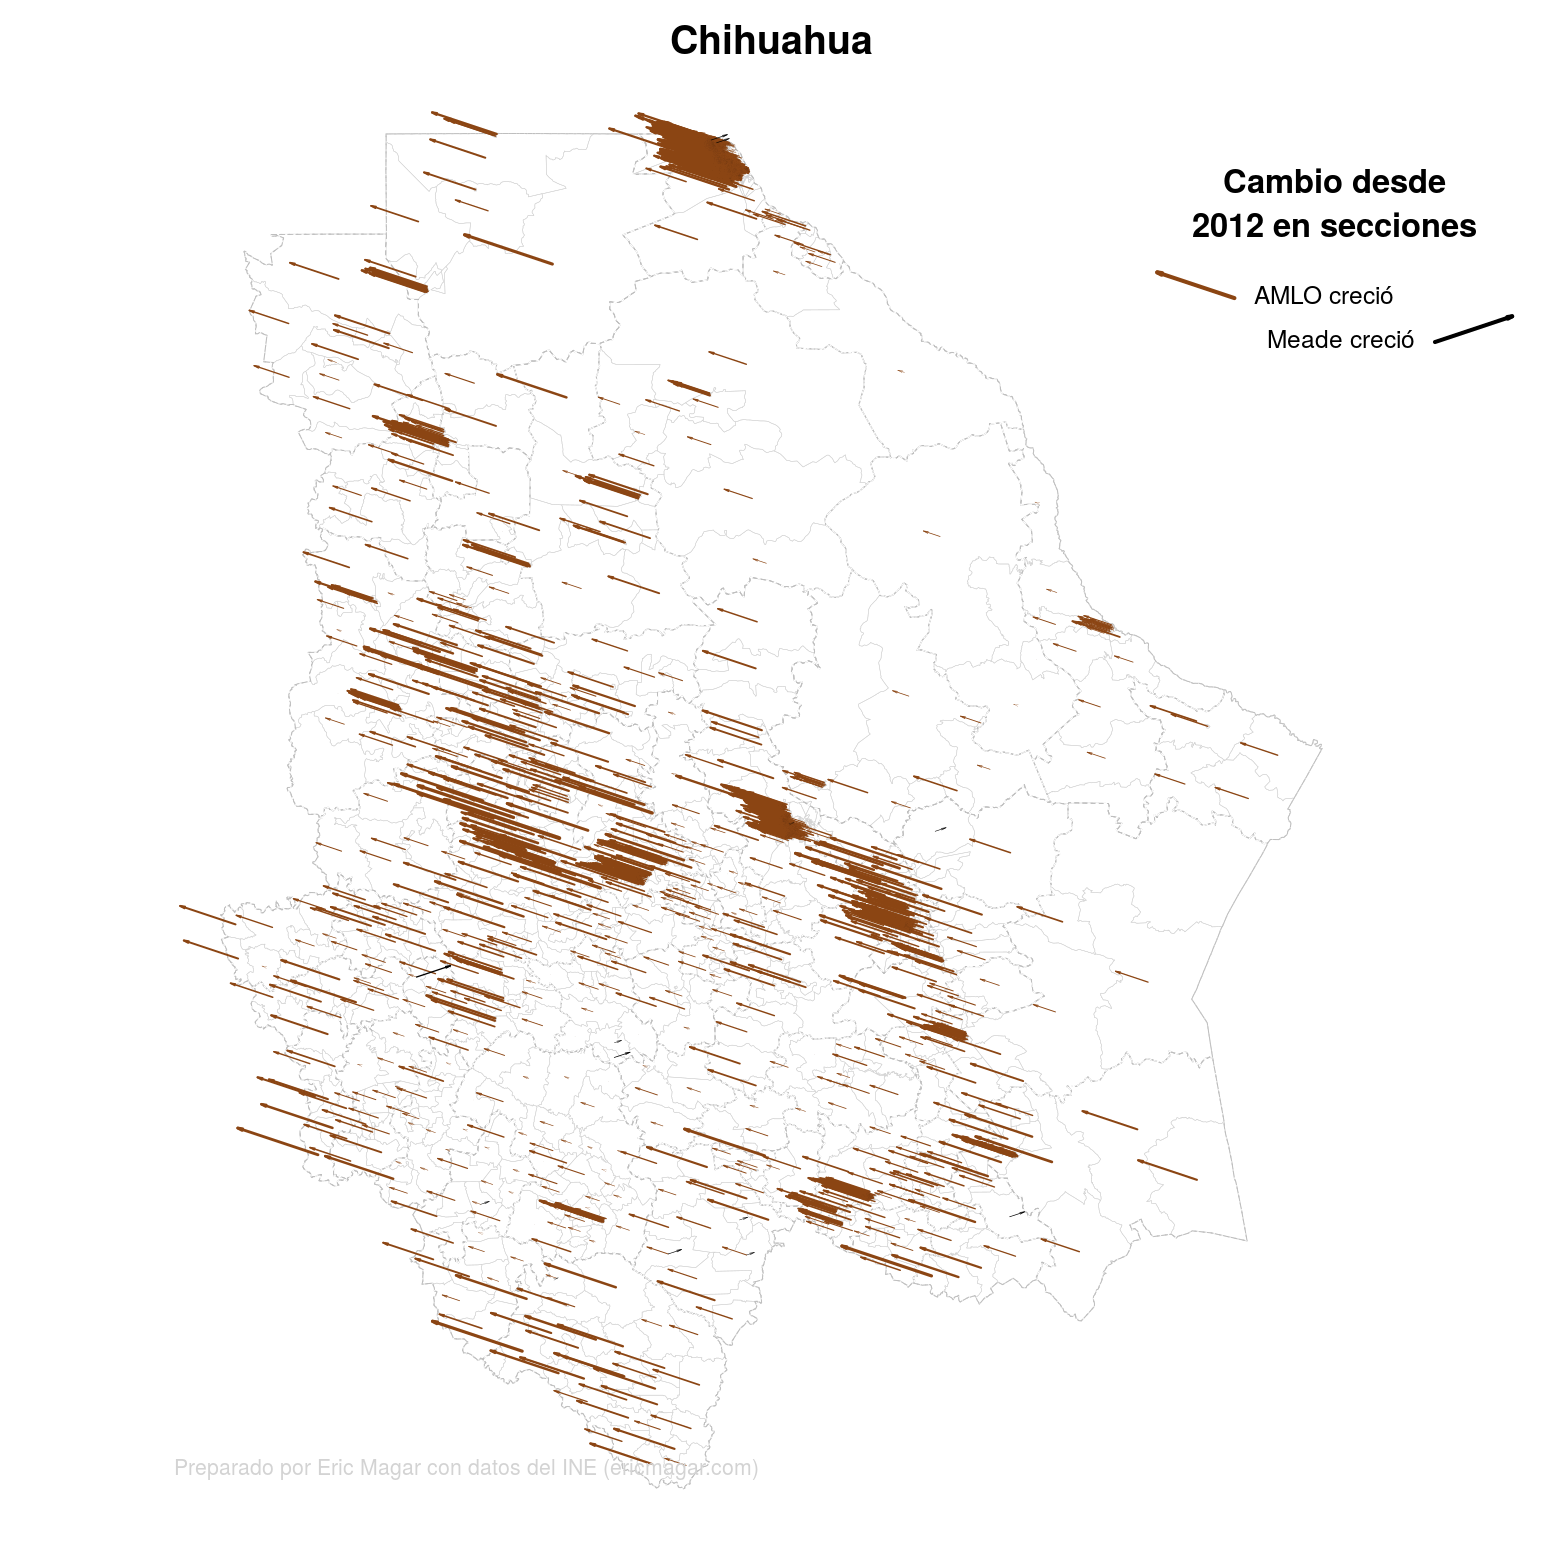 Chihuahua
Cambio desde
2012 en secciones
AMLO creció
Meade creció
Preparado por Eric Magar con datos del INE (ericmagar.com)